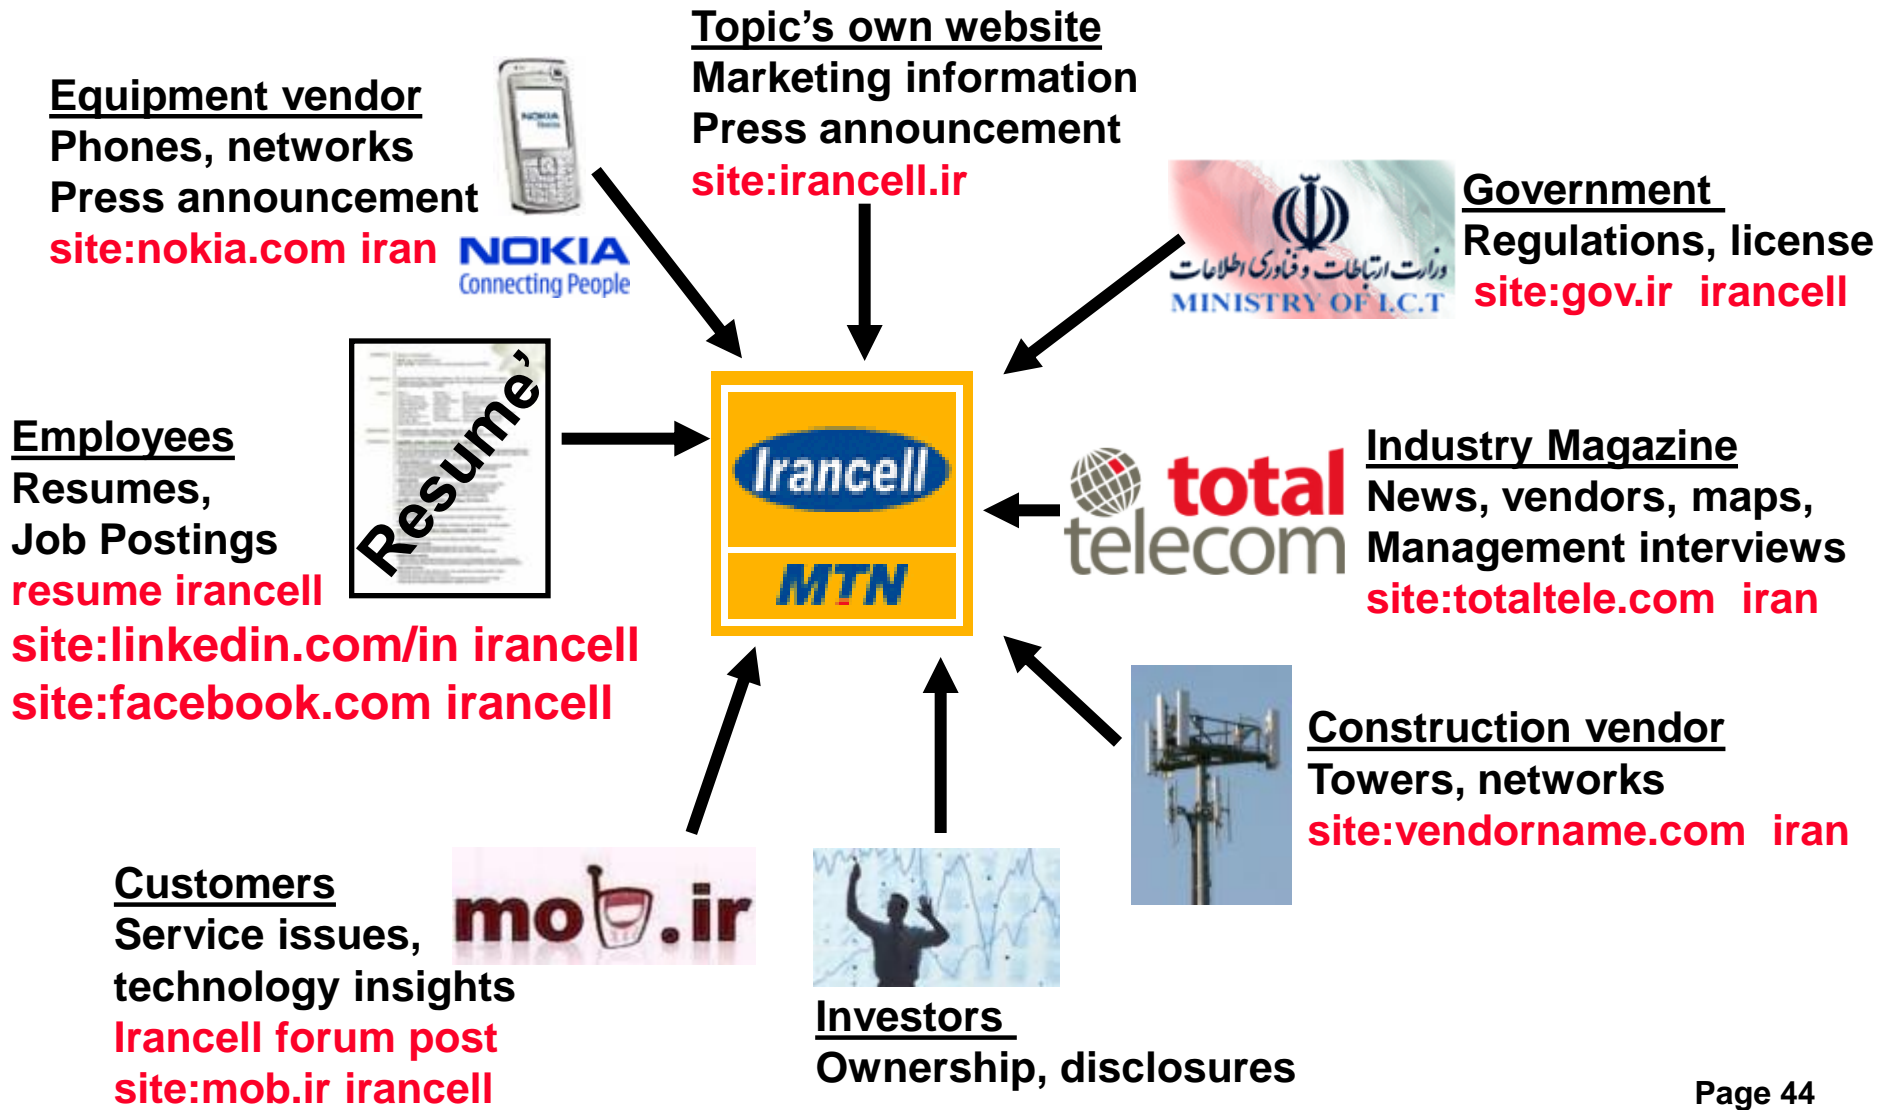 Topic’s own website
Marketing information
Press announcement
site:irancell.ir
Equipment vendor
Phones, networks
Press announcement
site:nokia.com iran
NOKIA
NOKIA
Connecting People
وزارت ارتباطات و فناوری اطلاعات
MINISTRY OF I.C.T
Government
Regulations, license
site:gov.ir irancell
Employees
Resumes,
Job Postings
resume irancell
site:linkedin.com/in irancell
site:facebook.com irancell
Resume’
Irancell
MTN
total
telecom
Industry Magazine
News, vendors, maps,
Management interviews
site:totaltele.com iran
Construction vendor
Towers, networks
site:vendorname.com iran
Customers
Service issues,
technology insights
Irancell forum post
site:mob.ir irancell
mob.ir
Investors
Ownership, disclosures
Page 44